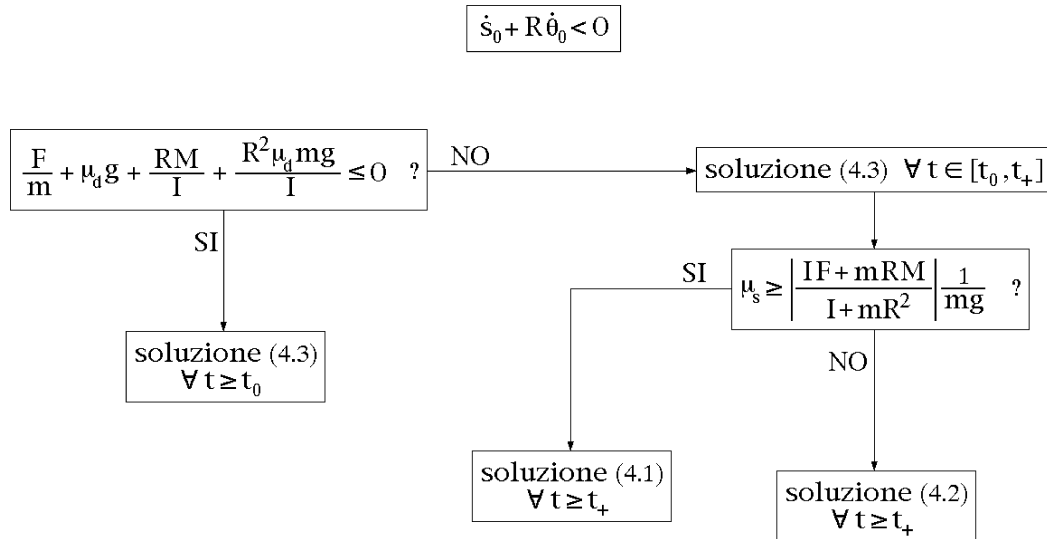 ṡ₀ + Rθ̇₀ < 0
F/m + μ_d g + RM/I + R²μ_d mg/I ≤ 0 ?
NO
soluzione (4.3) ∀ t ∈ [t₀, t₊]
SI
SI
μ_s ≥ |(IF + mRM)/(I + mR²)| 1/mg ?
soluzione (4.3)
∀ t ≥ t₀
NO
soluzione (4.1)
∀ t ≥ t₊
soluzione (4.2)
∀ t ≥ t₊